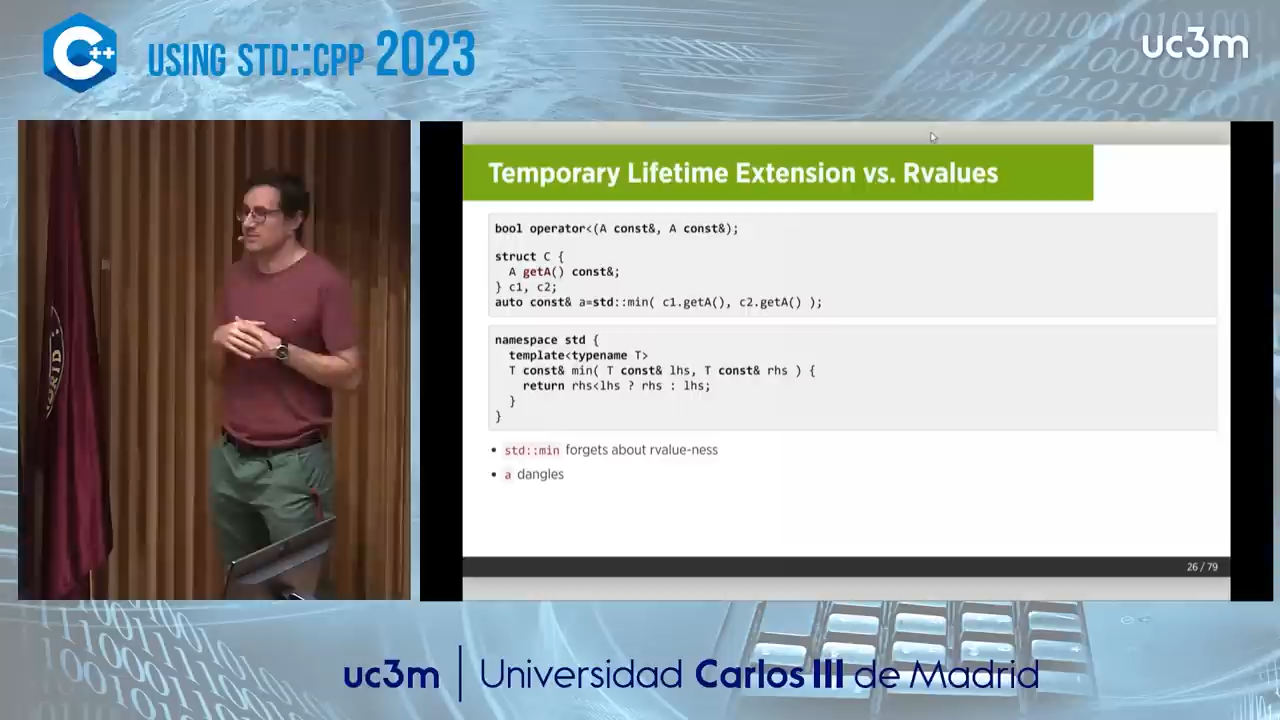 C++
USING STD::CPP 2023
uc3m
Temporary Lifetime Extension vs. Rvalues
bool operator<(A const&, A const&);
struct C {
A getA() const&;
} c1, c2;
auto const& a=std::min( c1.getA(), c2.getA() );
namespace std {
template<typename T>
T const& min( T const& lhs, T const& rhs ) {
return rhs<lhs ? rhs : lhs;
}
}
• std::min forgets about rvalue-ness
• a dangles
26 / 79
uc3m | Universidad Carlos III de Madrid